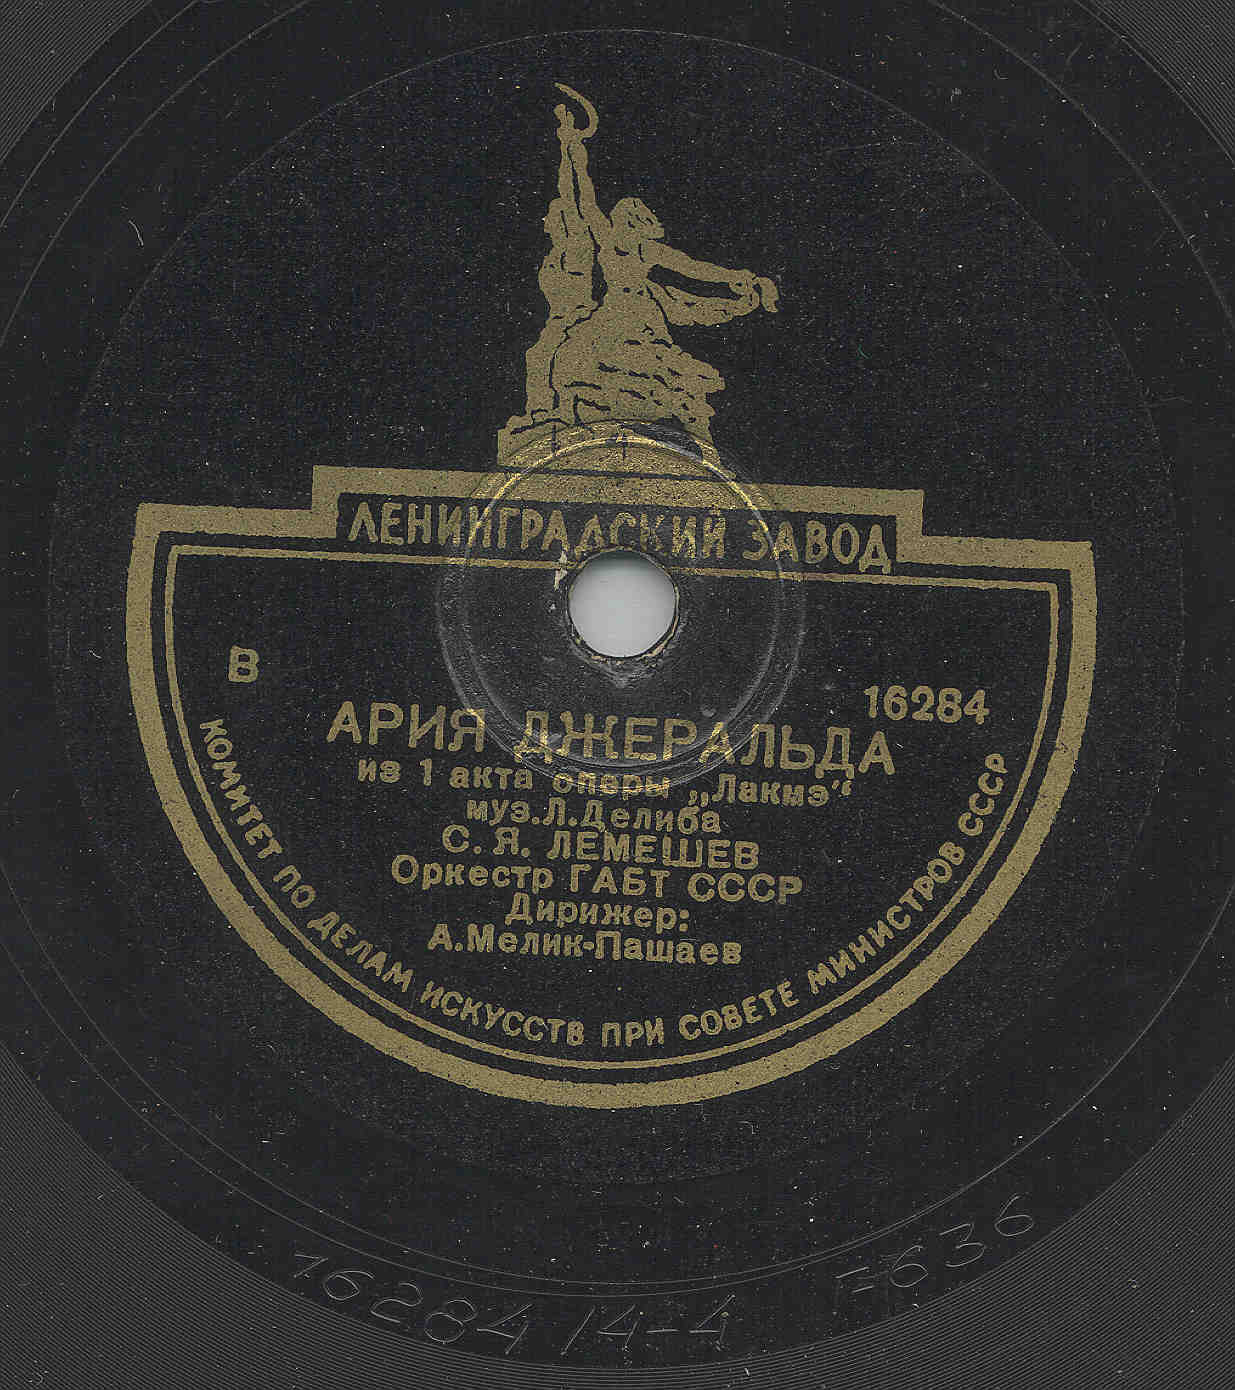 ЛЕНИНГРАДСКИЙ ЗАВОД
В
16284
АРИЯ ДЖЕРАЛЬДА
из 1 акта оперы „Лакмэ"
муз.Л.Делиба
С. Я. ЛЕМЕШЕВ
Оркестр ГАБТ СССР
Дирижер:
А.Мелик-Пашаев
КОМИТЕТ ПО ДЕЛАМ ИСКУССТВ ПРИ СОВЕТЕ МИНИСТРОВ СССР
16284 /4-4 F-636